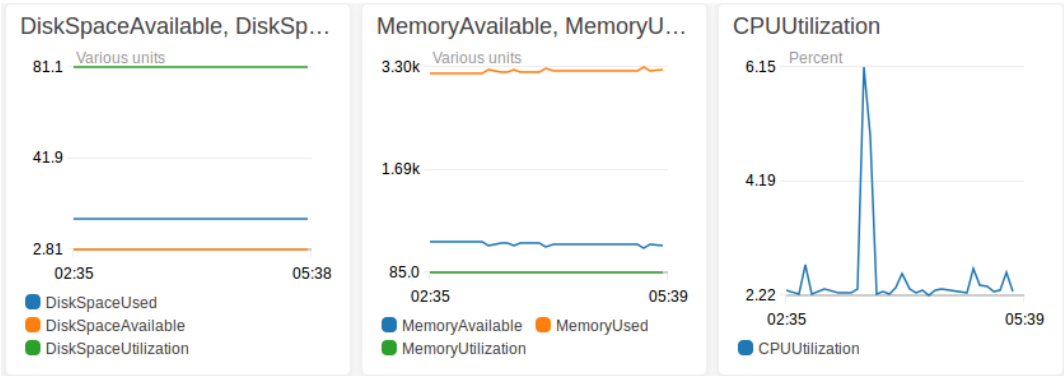 DiskSpaceAvailable, DiskSp...
Various units
81.1
41.9
2.81
02:35 05:38
DiskSpaceUsed
DiskSpaceAvailable
DiskSpaceUtilization
MemoryAvailable, MemoryU...
Various units
3.30k
1.69k
85.0
02:35 05:39
MemoryAvailable MemoryUsed
MemoryUtilization
CPUUtilization
Percent
6.15
4.19
2.22
02:35 05:39
CPUUtilization